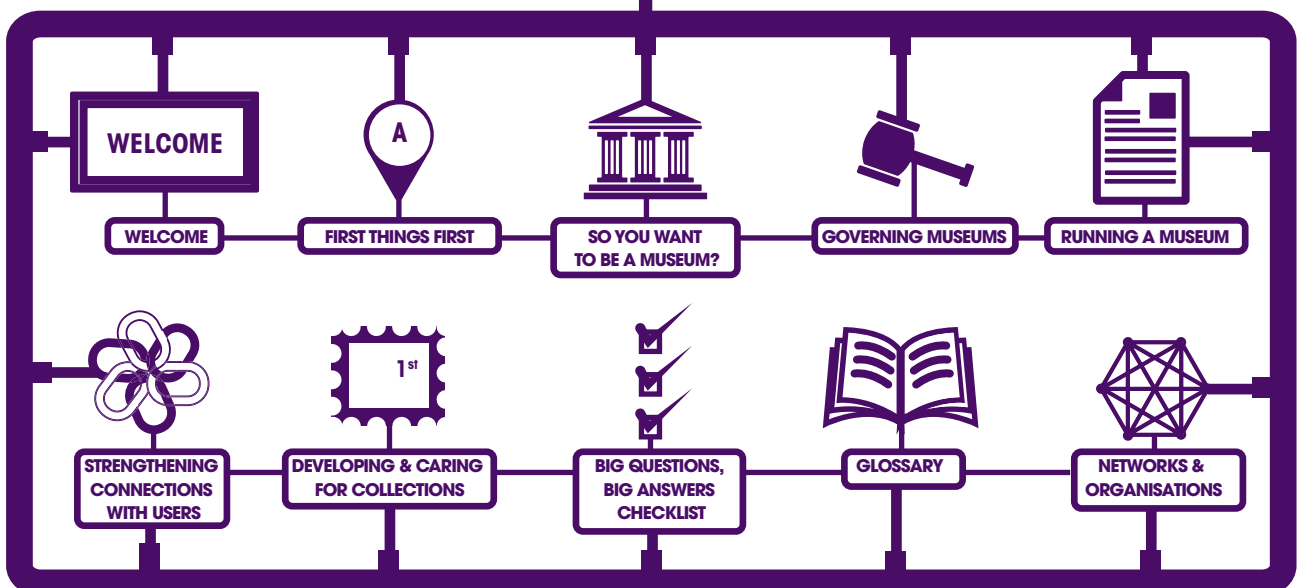 WELCOME
A
WELCOME
FIRST THINGS FIRST
SO YOU WANT
TO BE A MUSEUM?
GOVERNING MUSEUMS
RUNNING A MUSEUM
1st
STRENGTHENING
CONNECTIONS
WITH USERS
DEVELOPING & CARING
FOR COLLECTIONS
BIG QUESTIONS,
BIG ANSWERS
CHECKLIST
GLOSSARY
NETWORKS &
ORGANISATIONS